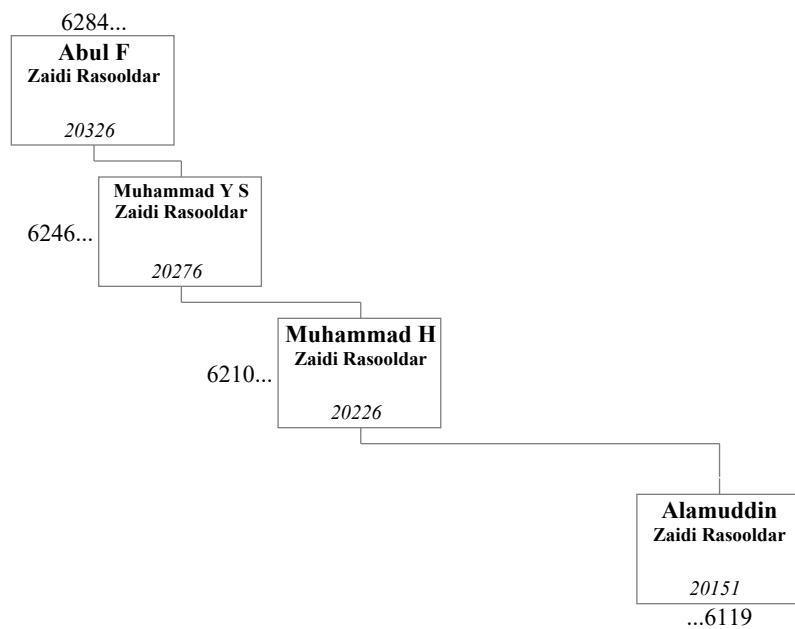 6284...
Abul F
Zaidi Rasooldar
20326
Muhammad Y S
Zaidi Rasooldar
6246...
20276
Muhammad H
Zaidi Rasooldar
6210...
20226
Alamuddin
Zaidi Rasooldar
20151
...6119